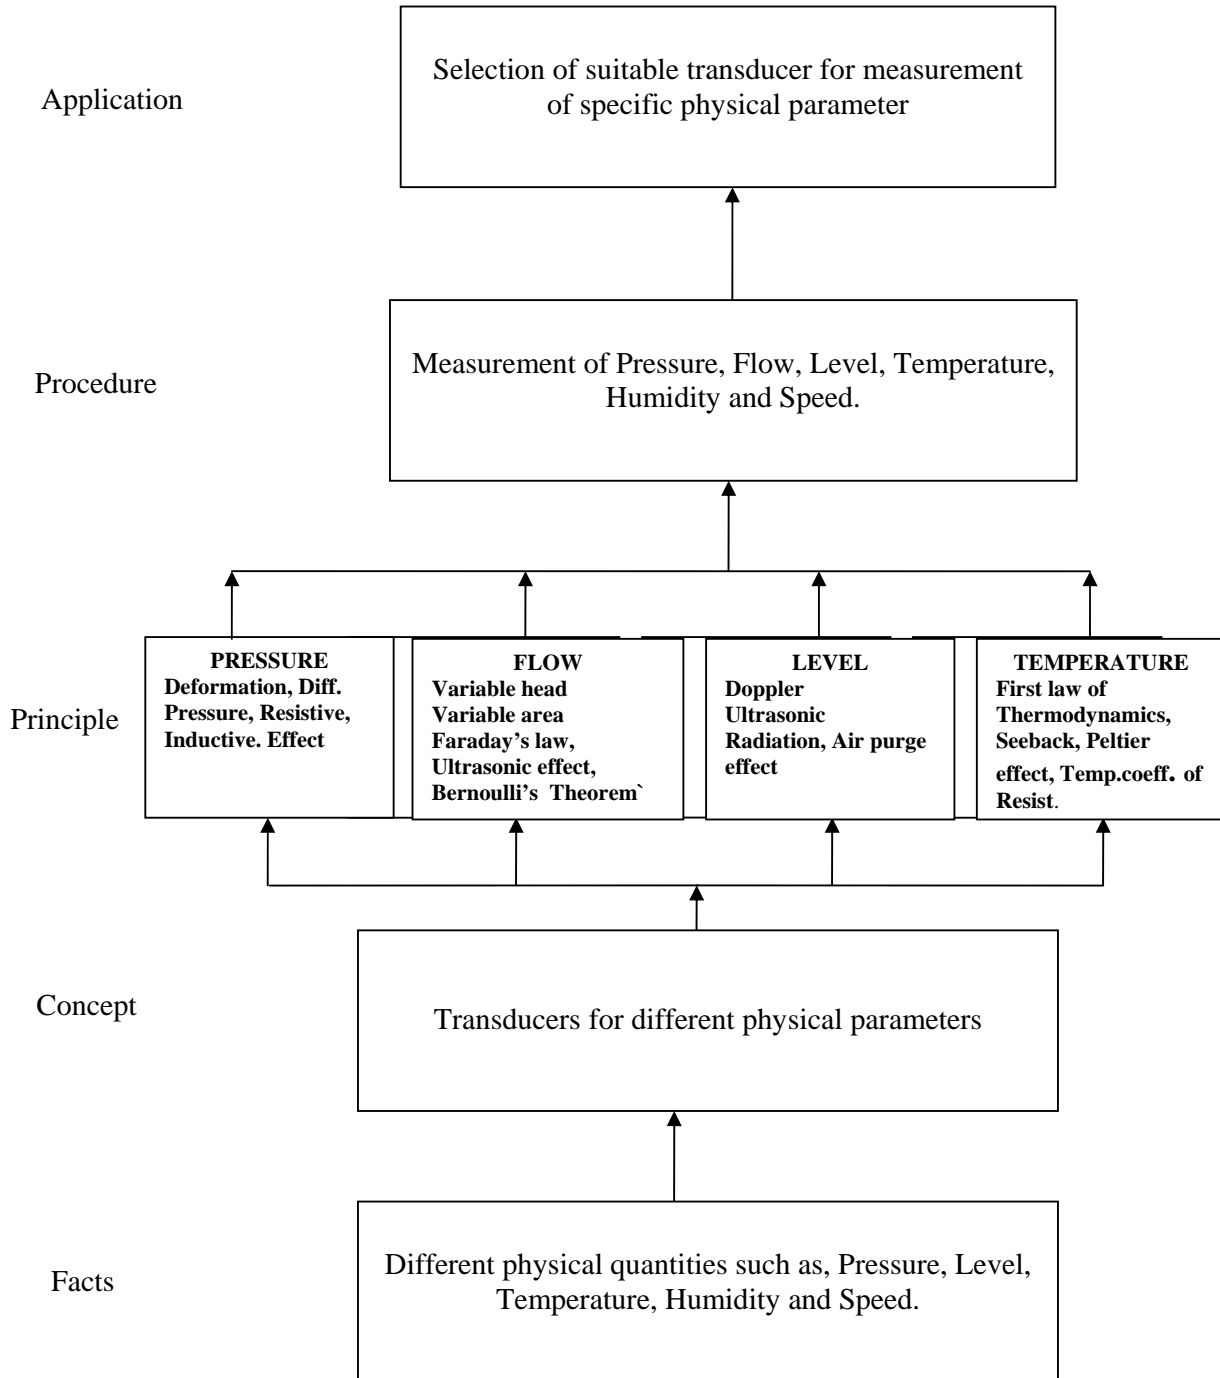 Application
Selection of suitable transducer for measurement
of specific physical parameter
Procedure
Measurement of Pressure, Flow, Level, Temperature,
Humidity and Speed.
Principle
PRESSURE
Deformation, Diff.
Pressure, Resistive,
Inductive. Effect
FLOW
Variable head
Variable area
Faraday’s law,
Ultrasonic effect,
Bernoulli’s Theorem`
LEVEL
Doppler
Ultrasonic
Radiation, Air purge
effect
TEMPERATURE
First law of
Thermodynamics,
Seeback, Peltier
effect, Temp.coeff. of
Resist.
Concept
Transducers for different physical parameters
Facts
Different physical quantities such as, Pressure, Level,
Temperature, Humidity and Speed.